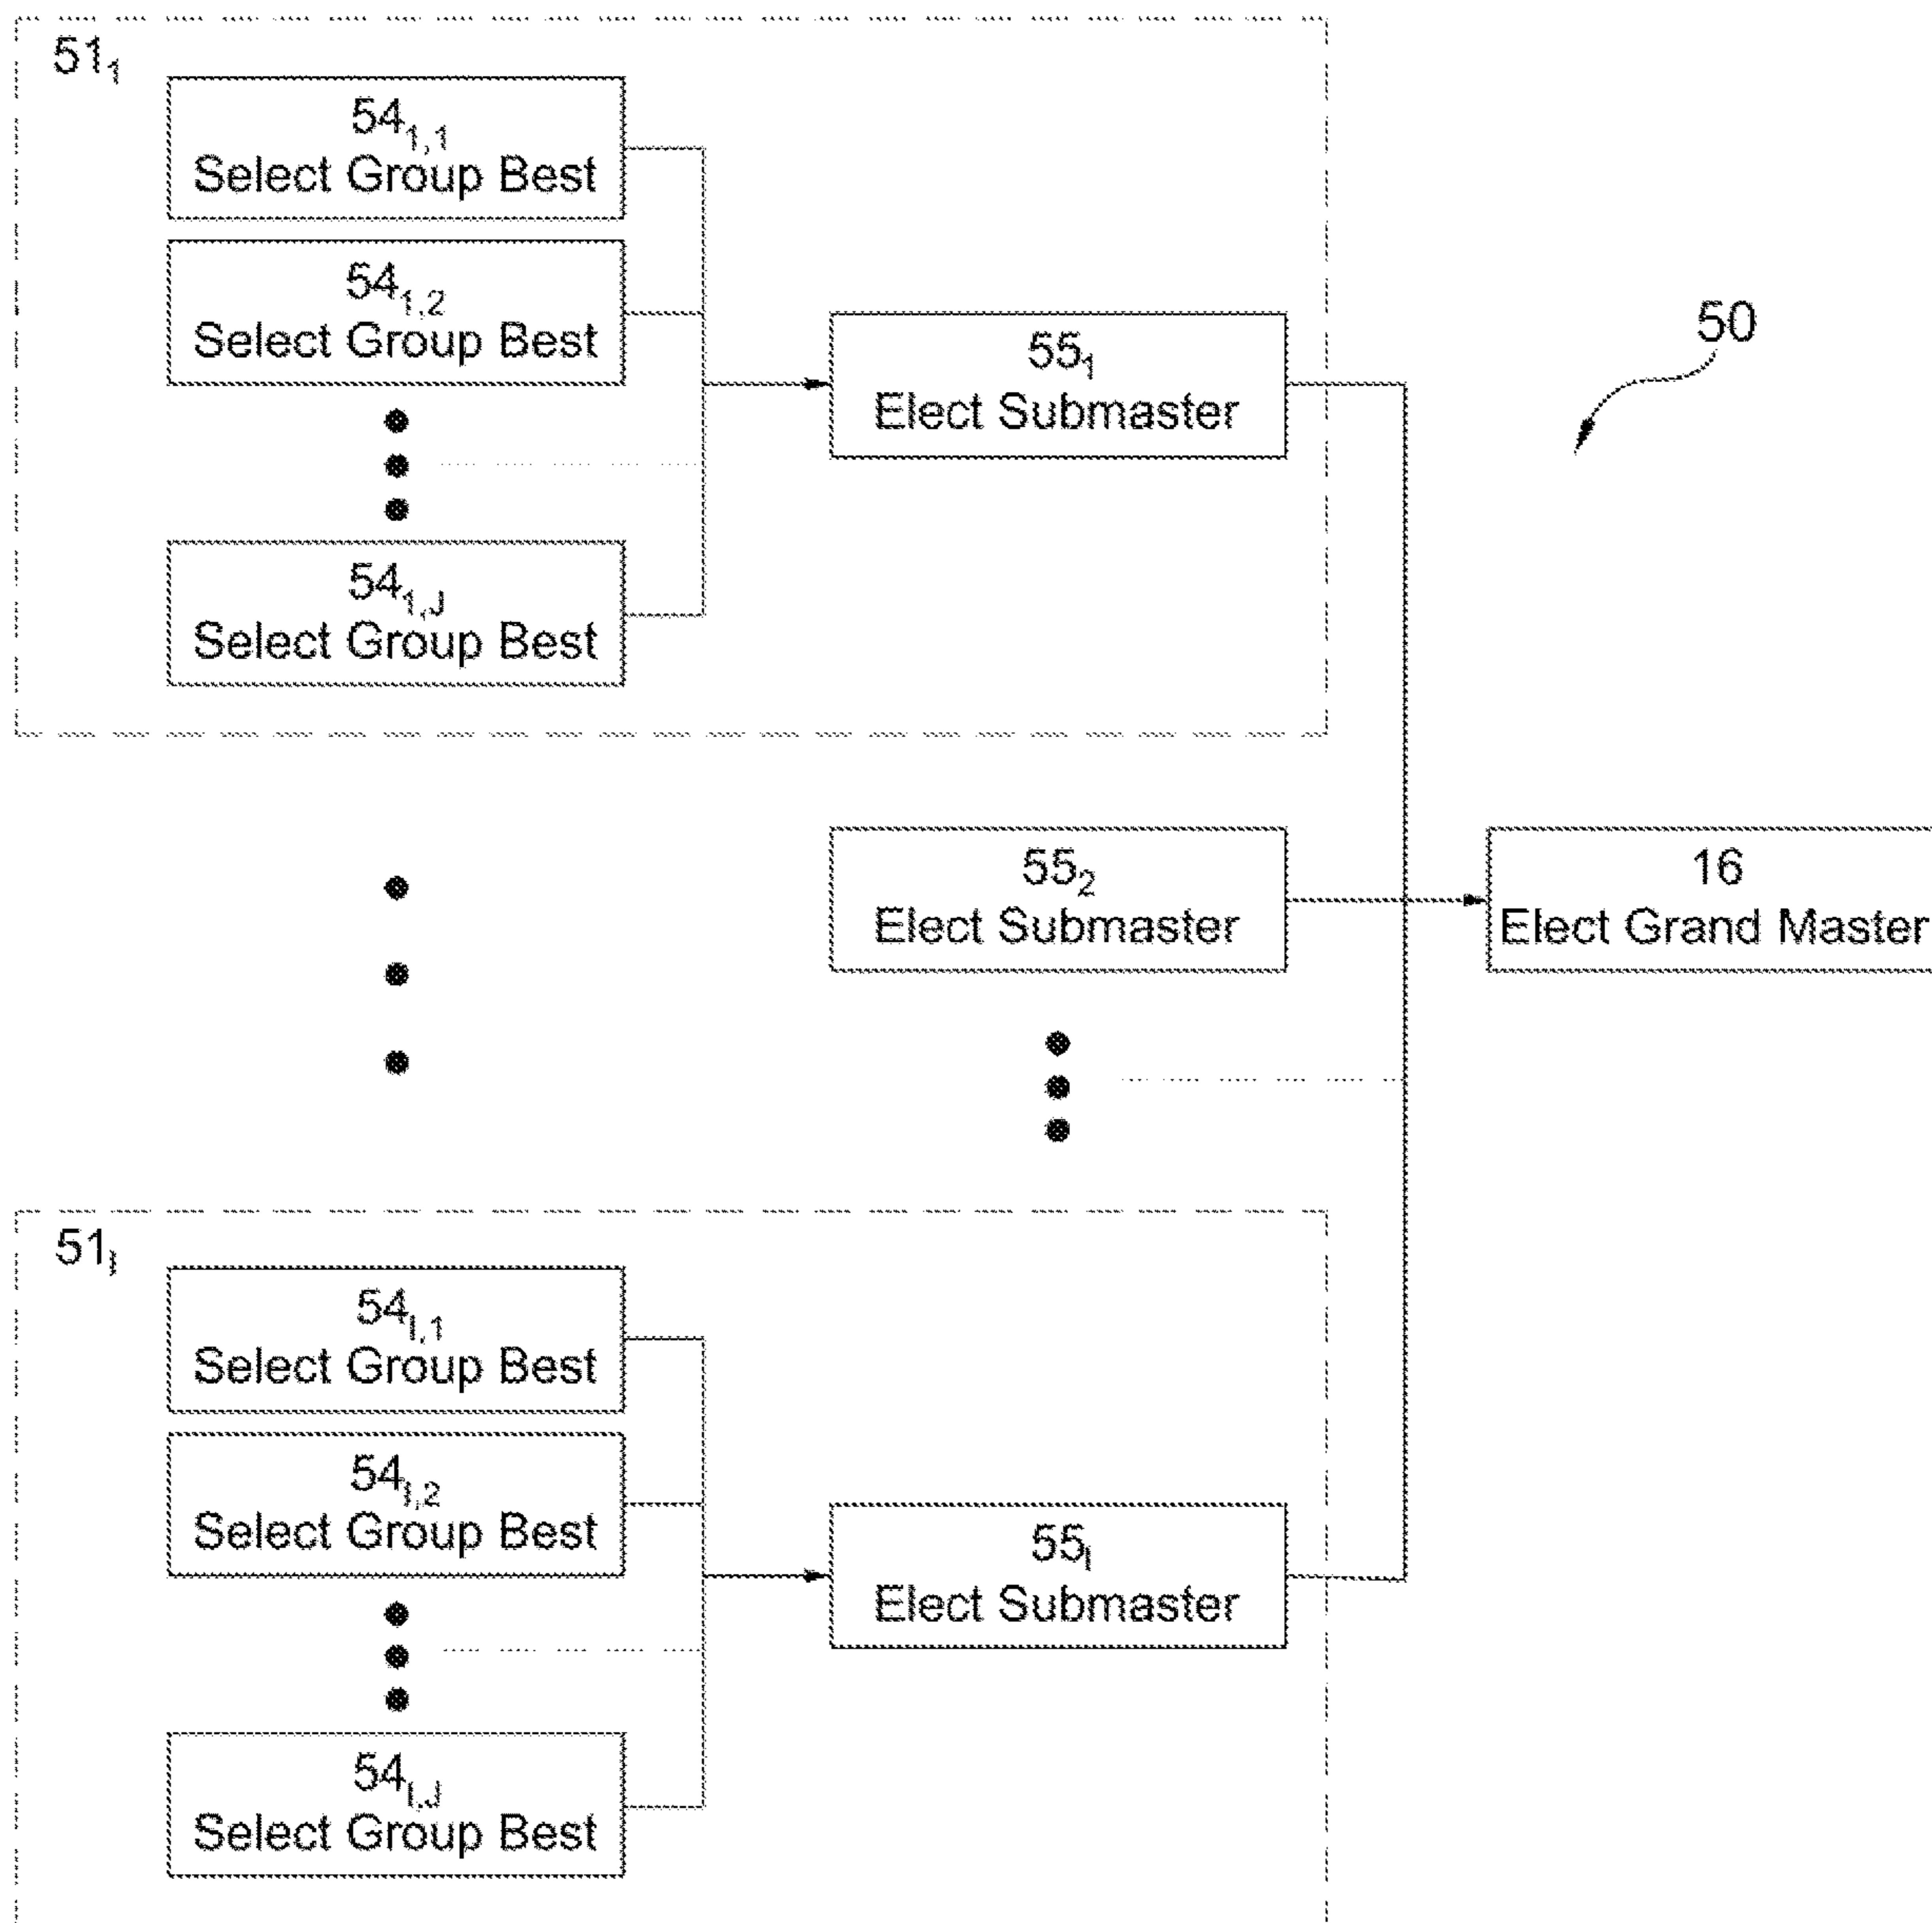 51₁
54₁,₁
Select Group Best
54₁,₂
Select Group Best
54₁,J
Select Group Best
55₁
Elect Submaster
50
55₂
Elect Submaster
16
Elect Grand Master
51I
54I,₁
Select Group Best
54I,₂
Select Group Best
54I,J
Select Group Best
55I
Elect Submaster